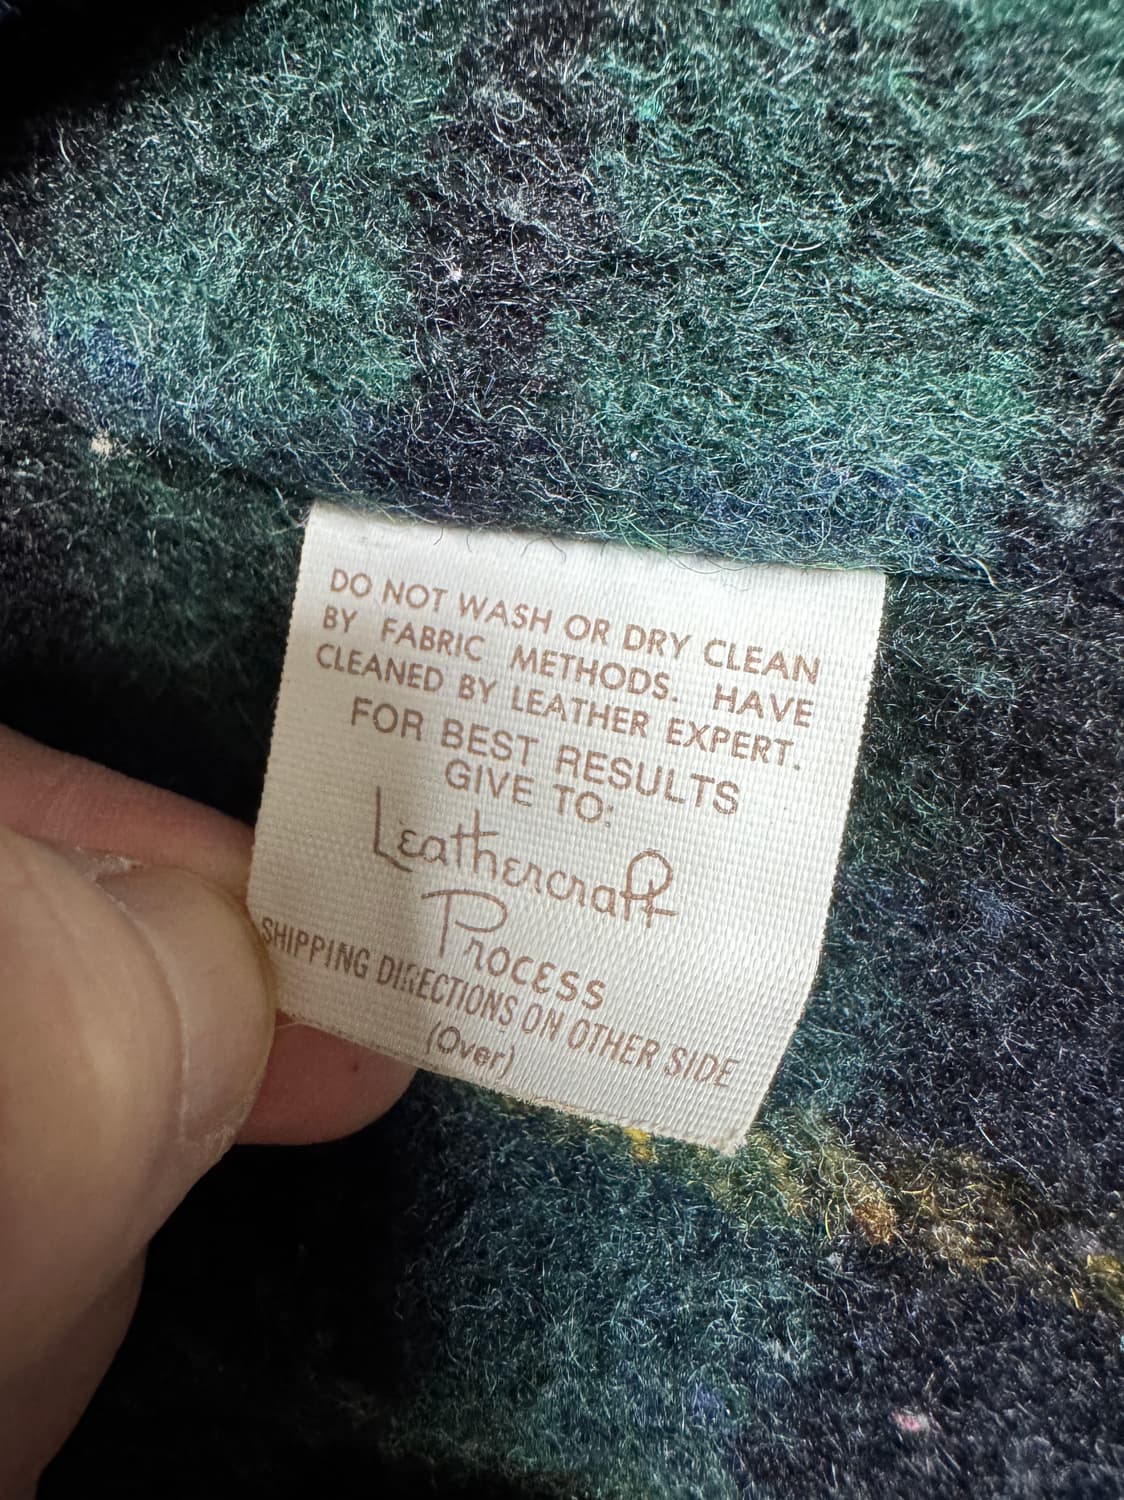 DO NOT WASH OR DRY CLEAN
BY FABRIC METHODS. HAVE
CLEANED BY LEATHER EXPERT.
FOR BEST RESULTS
GIVE TO:
Leathercraft
Process
SHIPPING DIRECTIONS ON OTHER SIDE
(Over)